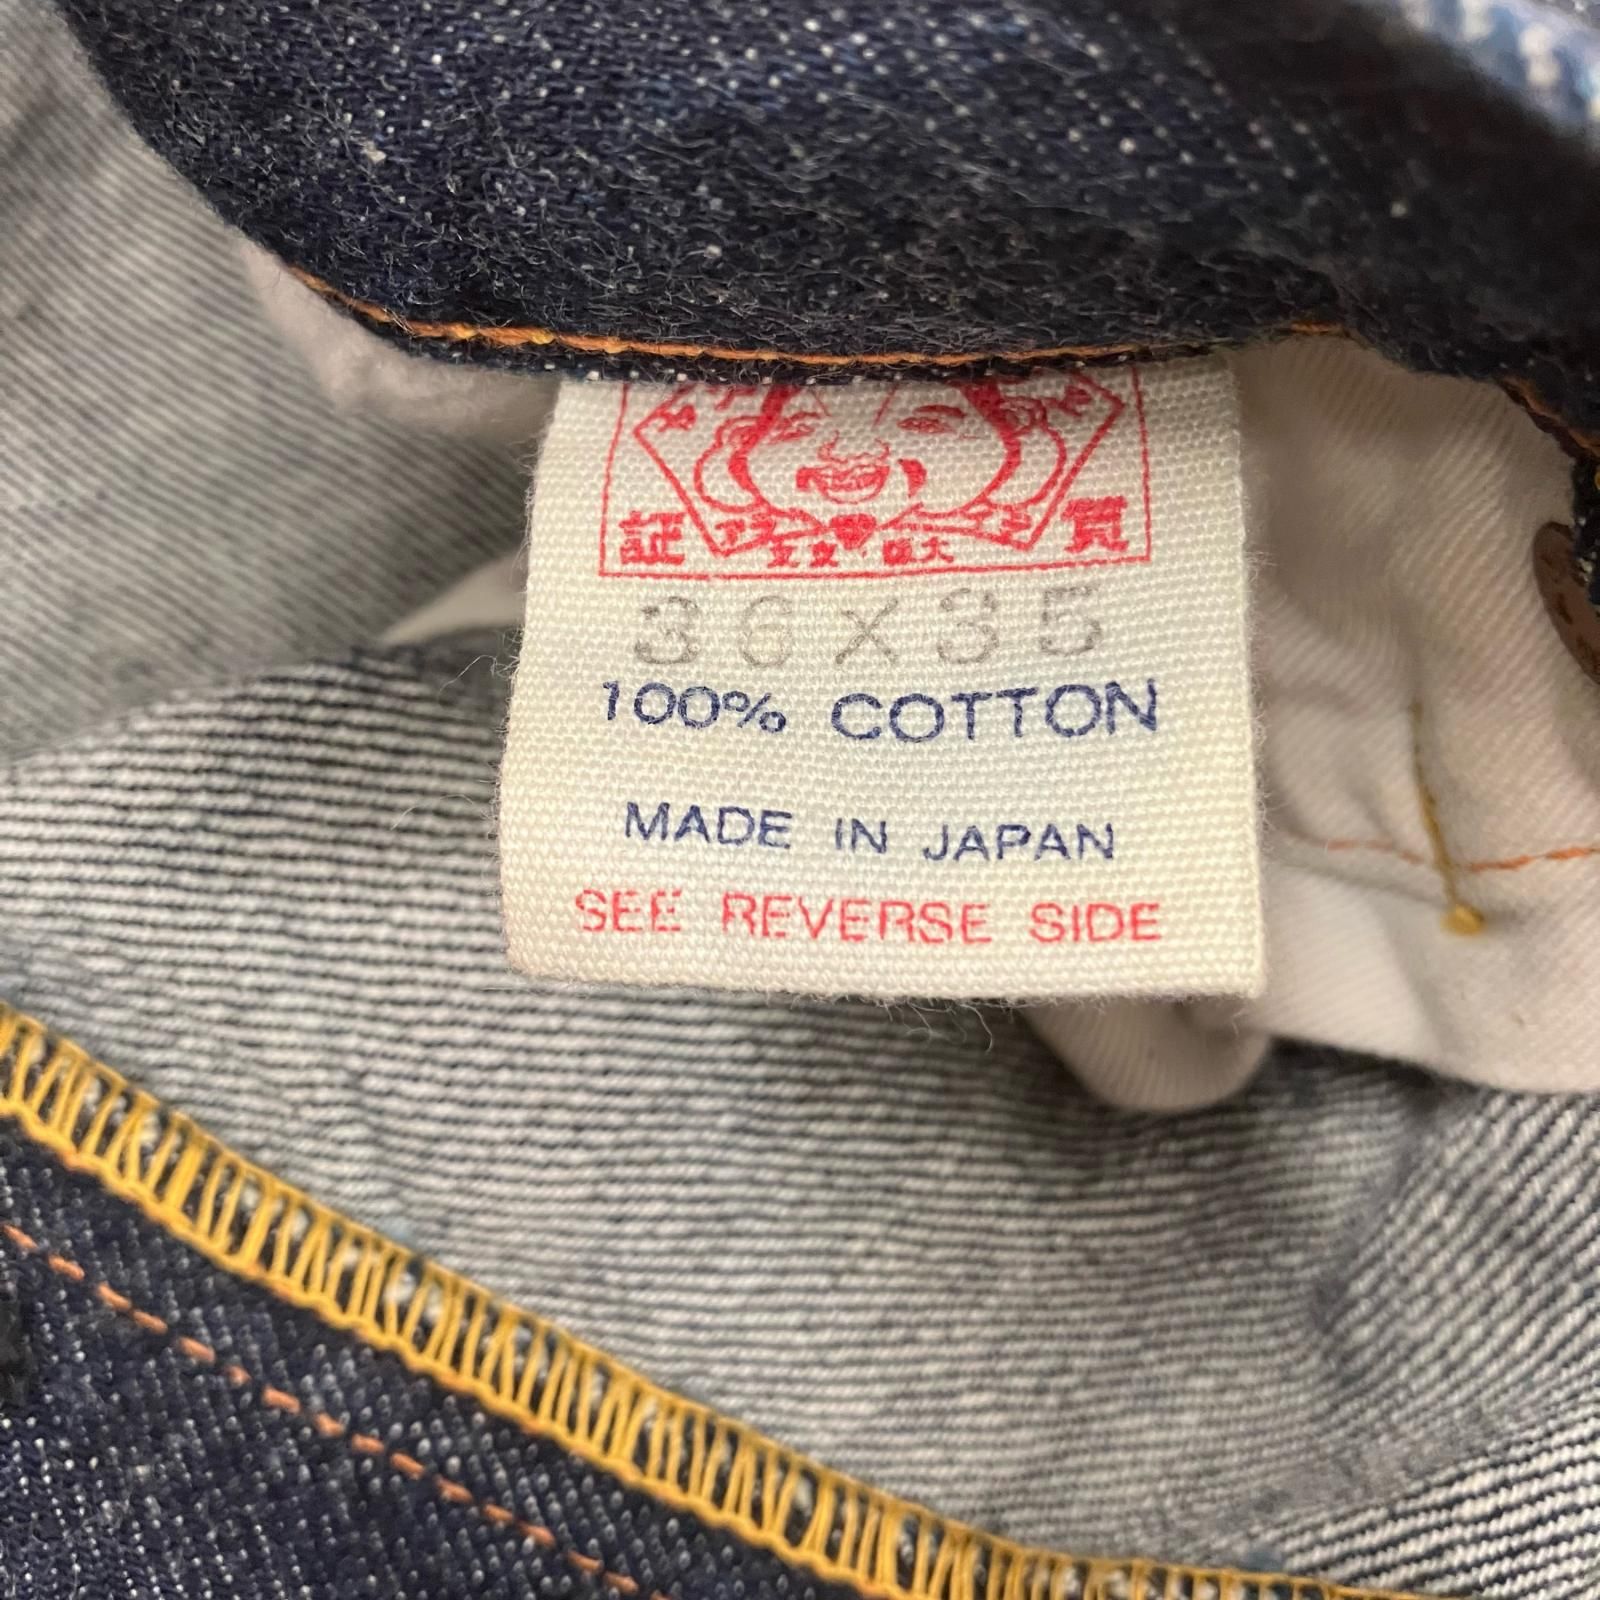 証 質
36X35
100% COTTON
MADE IN JAPAN
SEE REVERSE SIDE